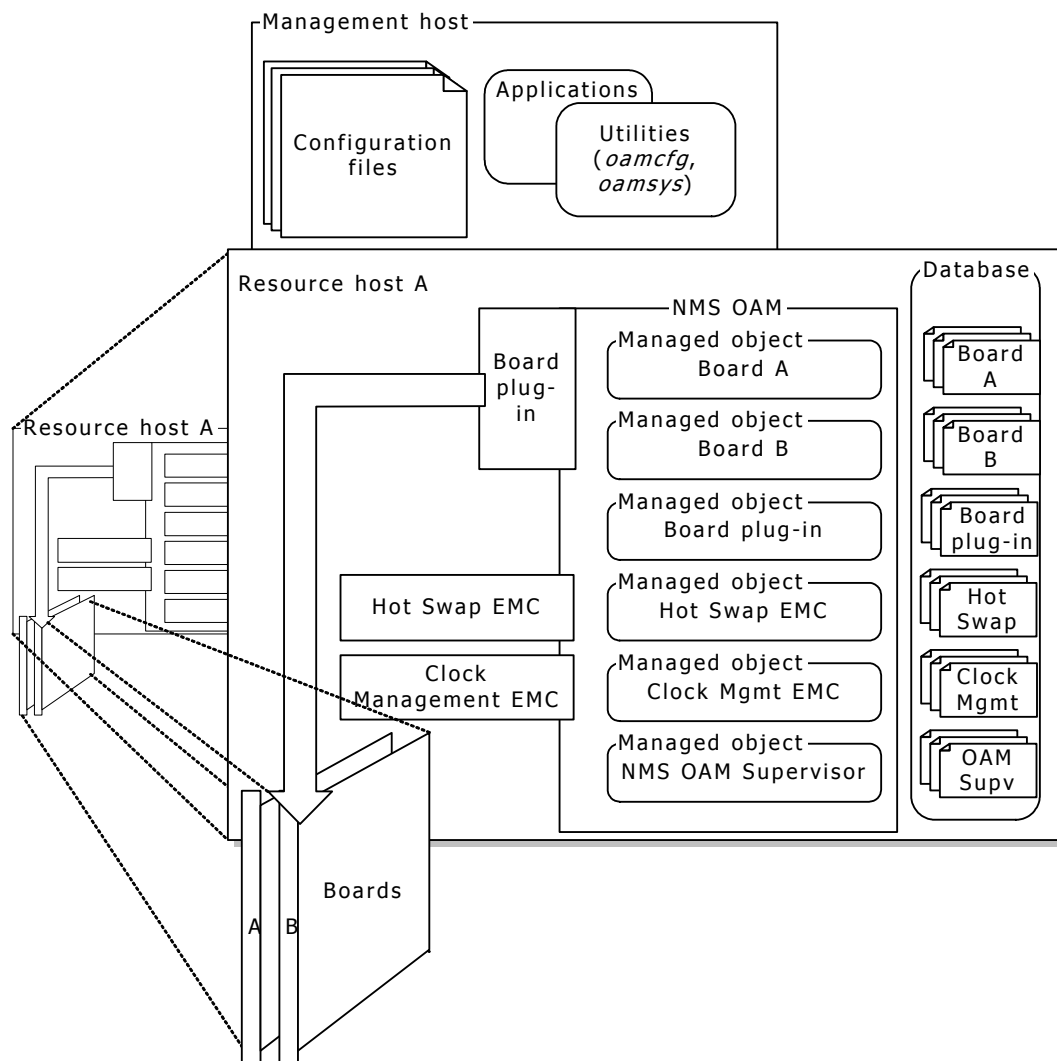 Management host
Applications
Configuration
files
Utilities
(oamcfg,
oamsys)
Resource host A
Database
NMS OAM
Board
plug-
in
Managed object
Board A
Board
A
Managed object
Board B
Board
B
Resource host A
Managed object
Board plug-in
Board
plug-in
Hot Swap EMC
Managed object
Hot Swap EMC
Hot
Swap
Clock
Management EMC
Managed object
Clock Mgmt EMC
Clock
Mgmt
Managed object
NMS OAM Supervisor
OAM
Supv
Boards
A
B